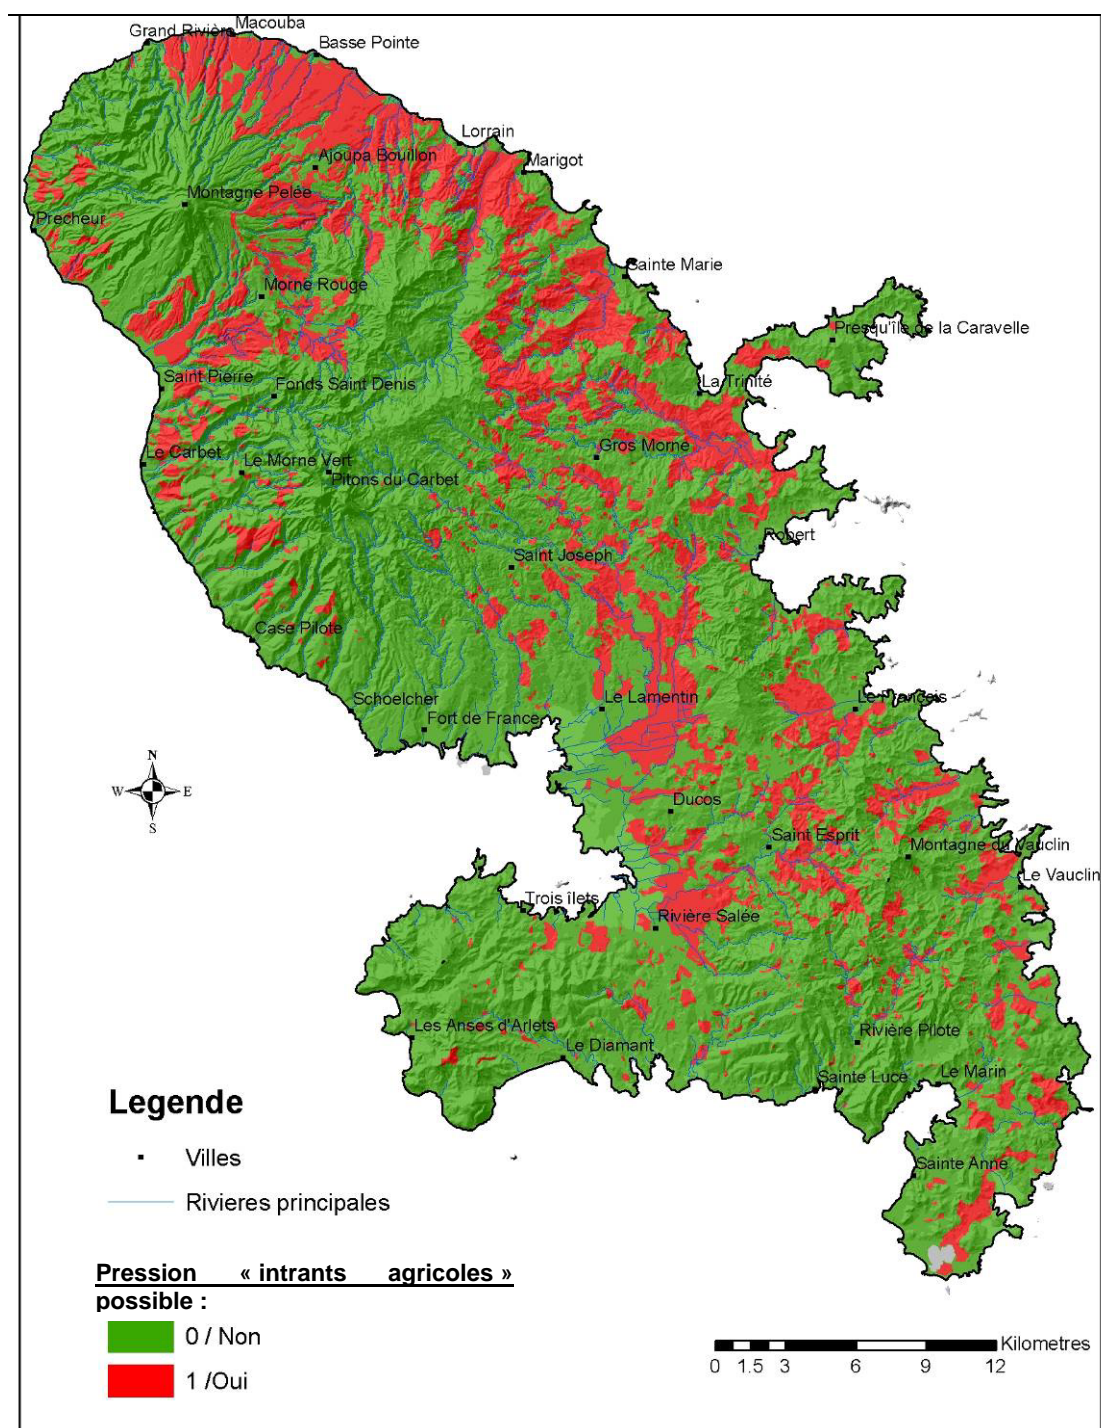 Macouba
Grand Rivière
Basse Pointe
Lorrain
Marigot
Ajoupa Bouillon
Montagne Pelée
Precheur
Sainte Marie
Morne Rouge
Presqu'île de la Caravelle
Saint Pierre
Fonds Saint Denis
La Trinité
Le Carbet
Le Morne Vert
Pitons du Carbet
Gros Morne
Robert
Saint Joseph
Case Pilote
Schoelcher
Fort de France
Le Lamentin
Le François
N
W
E
S
Ducos
Saint Esprit
Montagne du Vauclin
Le Vauclin
Trois îlets
Rivière Salée
Les Anses d'Arlets
Le Diamant
Rivière Pilote
Sainte Luce
Le Marin
Sainte Anne
Legende
Villes
Rivieres principales
Pression « intrants agricoles »
possible :
0 / Non
1 /Oui
Kilometres
0 1.5 3 6 9 12